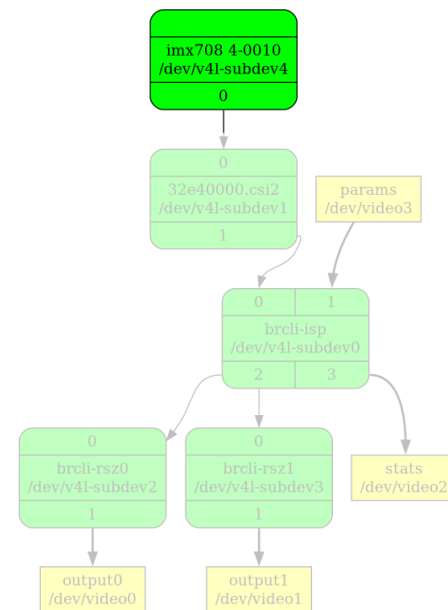 imx708 4-0010
/dev/v4l-subdev4
0
0
32e40000.csi2
/dev/v4l-subdev1
1
params
/dev/video3
0 1
brcli-isp
/dev/v4l-subdev0
2 3
0
brcli-rsz0
/dev/v4l-subdev2
1
0
brcli-rsz1
/dev/v4l-subdev3
1
stats
/dev/video2
output0
/dev/video0
output1
/dev/video1